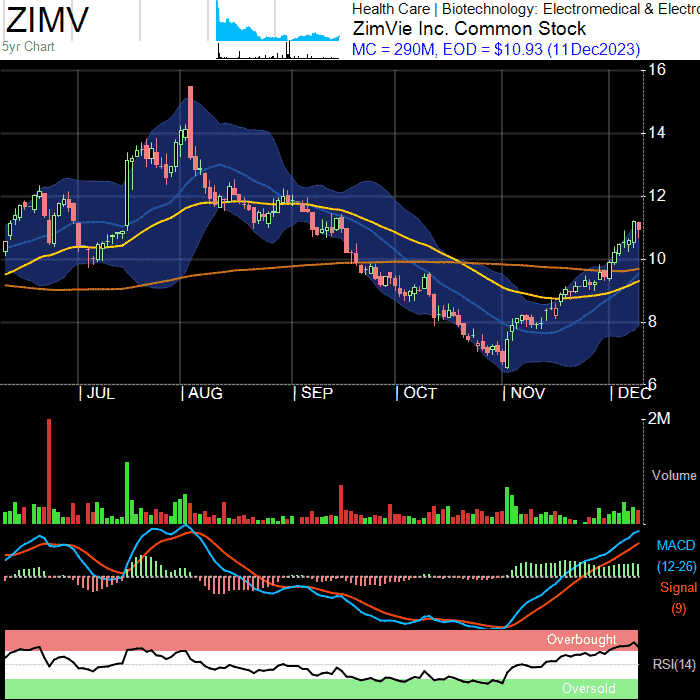 ZIMV
5yr Chart
Health Care | Biotechnology: Electromedical & Electro
ZimVie Inc. Common Stock
MC = 290M, EOD = $10.93 (11Dec2023)
16
14
12
10
8
6
| JUL | AUG | SEP | OCT | NOV | DEC
2M
Volume
MACD
(12-26)
Signal
(9)
Overbought
RSI(14)
Oversold